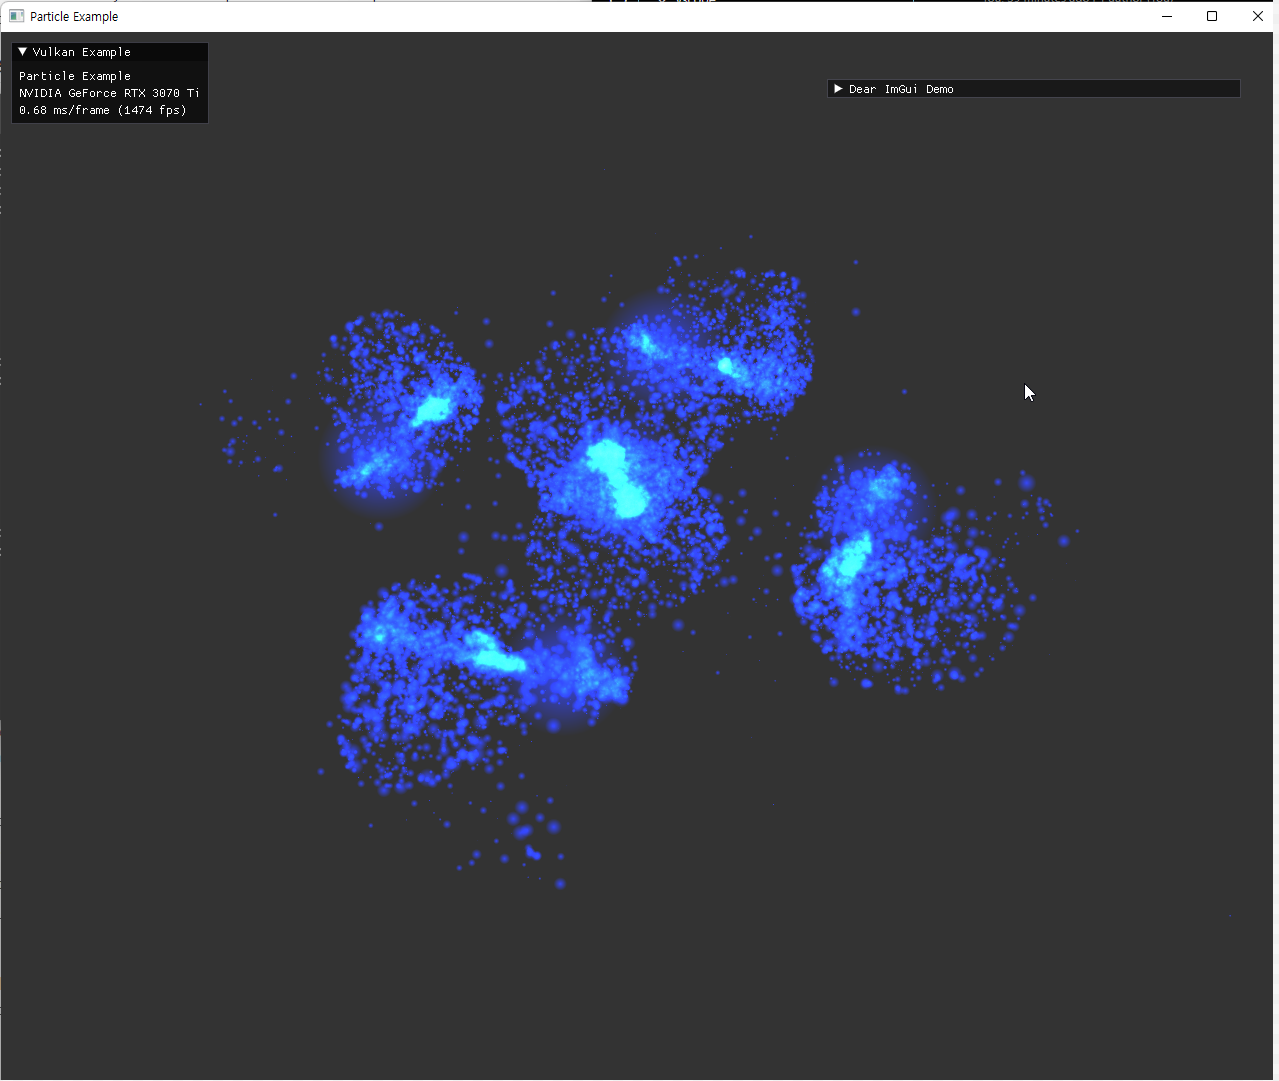 Particle Example
Vulkan Example
Particle Example
NVIDIA GeForce RTX 3070 Ti
0.68 ms/frame (1474 fps)
Dear ImGui Demo